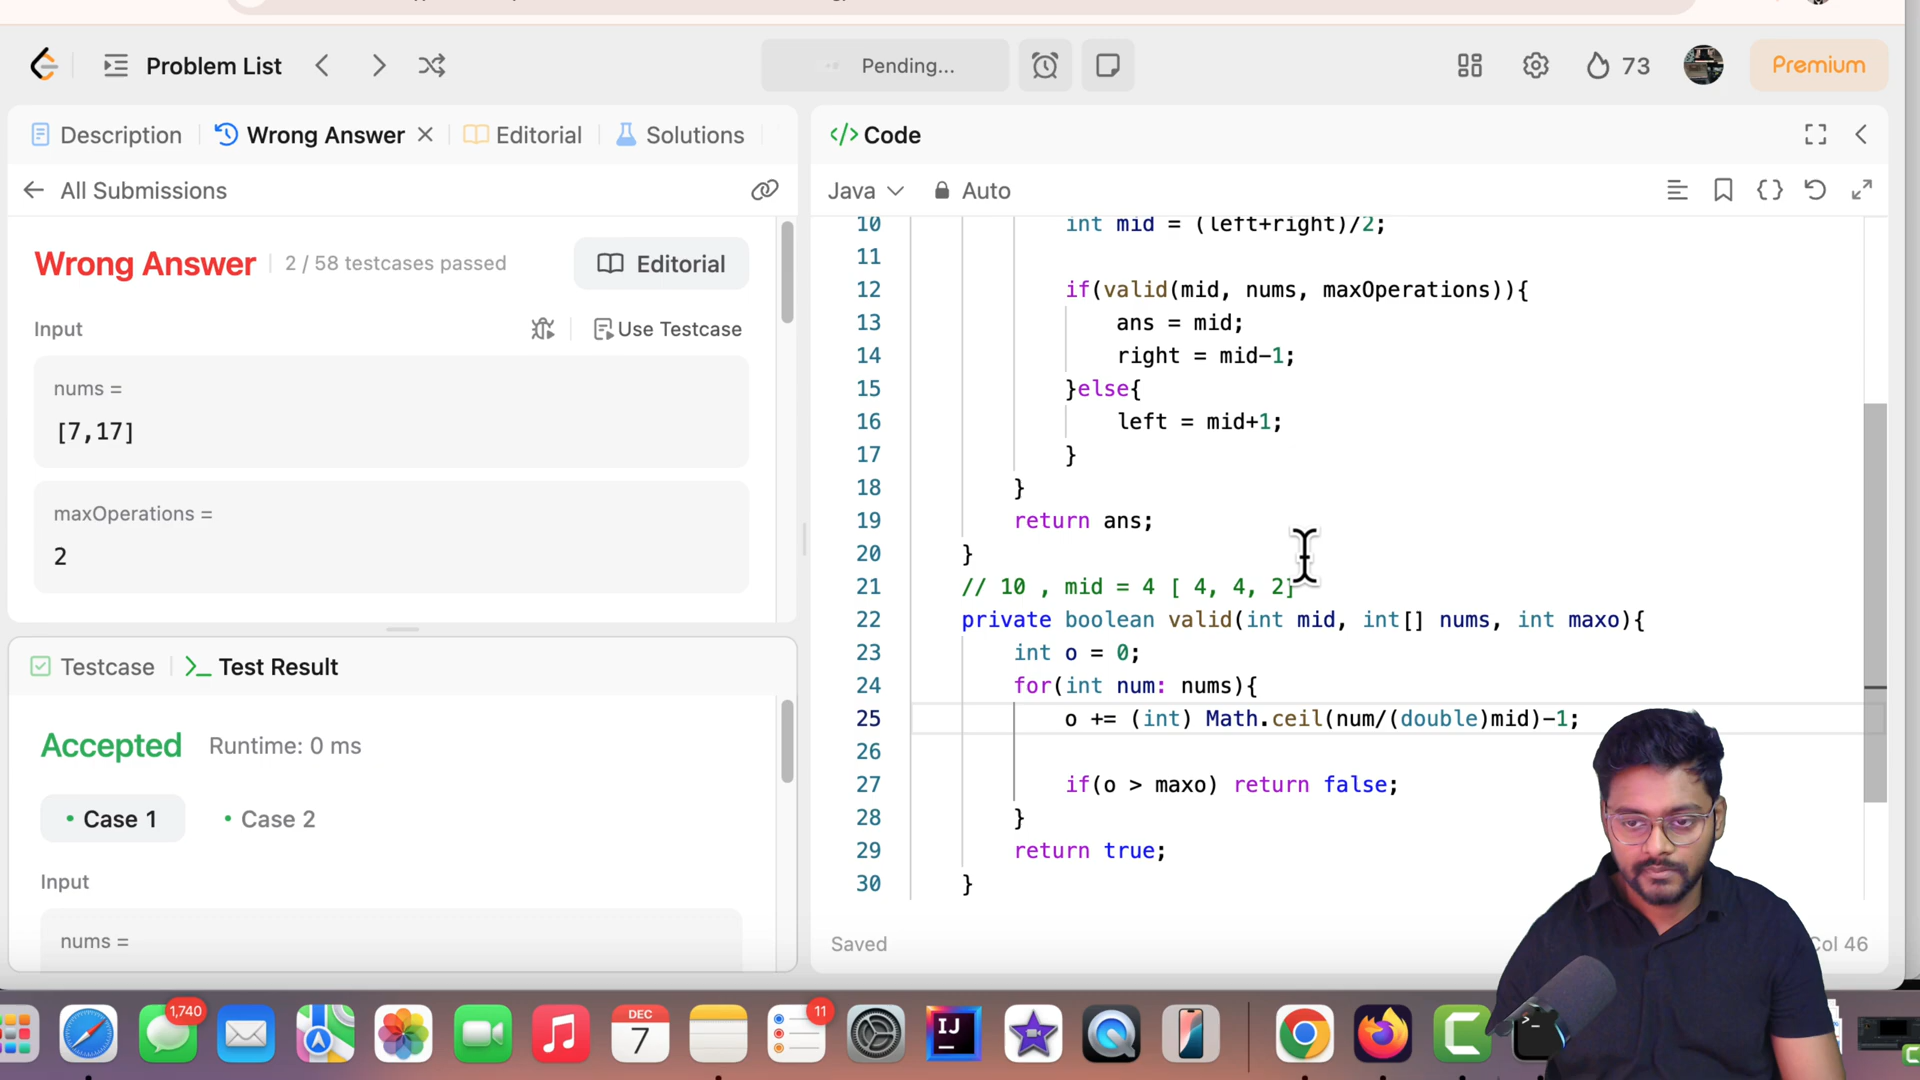 Problem List
Pending...
73
Premium
Description
Wrong Answer
Editorial
Solutions
</> Code
All Submissions
Java
Auto
Wrong Answer
2 / 58 testcases passed
Editorial
Input
Use Testcase
nums =
[7,17]
maxOperations =
2
Testcase
Test Result
Accepted
Runtime: 0 ms
Case 1
Case 2
Input
nums =
10 int mid = (left+right)/2;
11
12 if(valid(mid, nums, maxOperations)){
13 ans = mid;
14 right = mid-1;
15 }else{
16 left = mid+1;
17 }
18 }
19 return ans;
20 }
21 // 10 , mid = 4 [ 4, 4, 2]
22 private boolean valid(int mid, int[] nums, int maxo){
23 int o = 0;
24 for(int num: nums){
25 o += (int) Math.ceil(num/(double)mid)-1;
26
27 if(o > maxo) return false;
28 }
29 return true;
30 }
Saved
Col 46
1,740
DEC
7
11
IJ